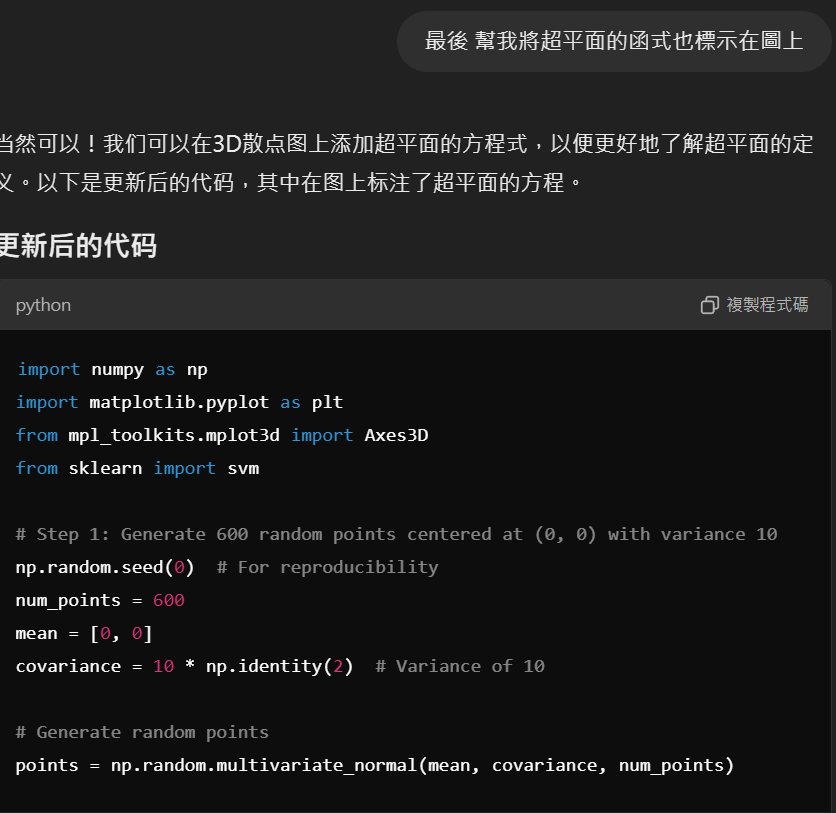 最後 幫我將超平面的函式也標示在圖上
当然可以！我们可以在3D散点图上添加超平面的方程式，以便更好地了解超平面的定
义。以下是更新后的代码，其中在图上标注了超平面的方程。
更新后的代码
python
複製程式碼
import numpy as np
import matplotlib.pyplot as plt
from mpl_toolkits.mplot3d import Axes3D
from sklearn import svm
# Step 1: Generate 600 random points centered at (0, 0) with variance 10
np.random.seed(0)  # For reproducibility
num_points = 600
mean = [0, 0]
covariance = 10 * np.identity(2)  # Variance of 10
# Generate random points
points = np.random.multivariate_normal(mean, covariance, num_points)